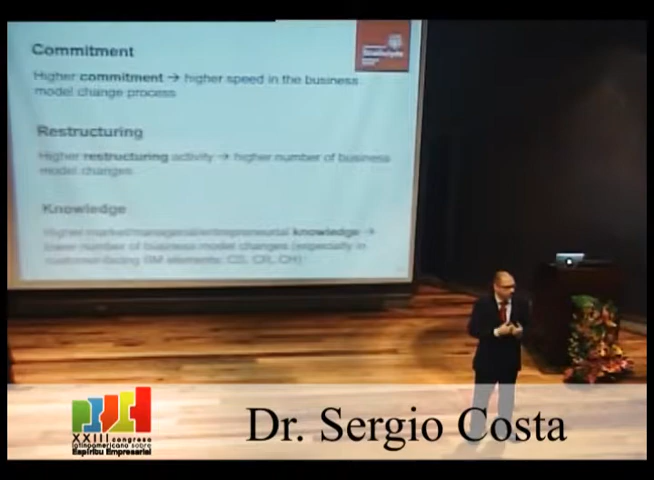 Commitment
Higher commitment → higher speed in the business
model change process
Restructuring
Higher restructuring activity → higher number of business
model changes
Knowledge
Higher market/managerial/entrepreneurial knowledge →
lower number of business model changes (especially in
customer-facing BM elements: CS, CR, CH)
XXIII congreso
latinoamericano sobre
Espíritu Empresarial
Dr. Sergio Costa